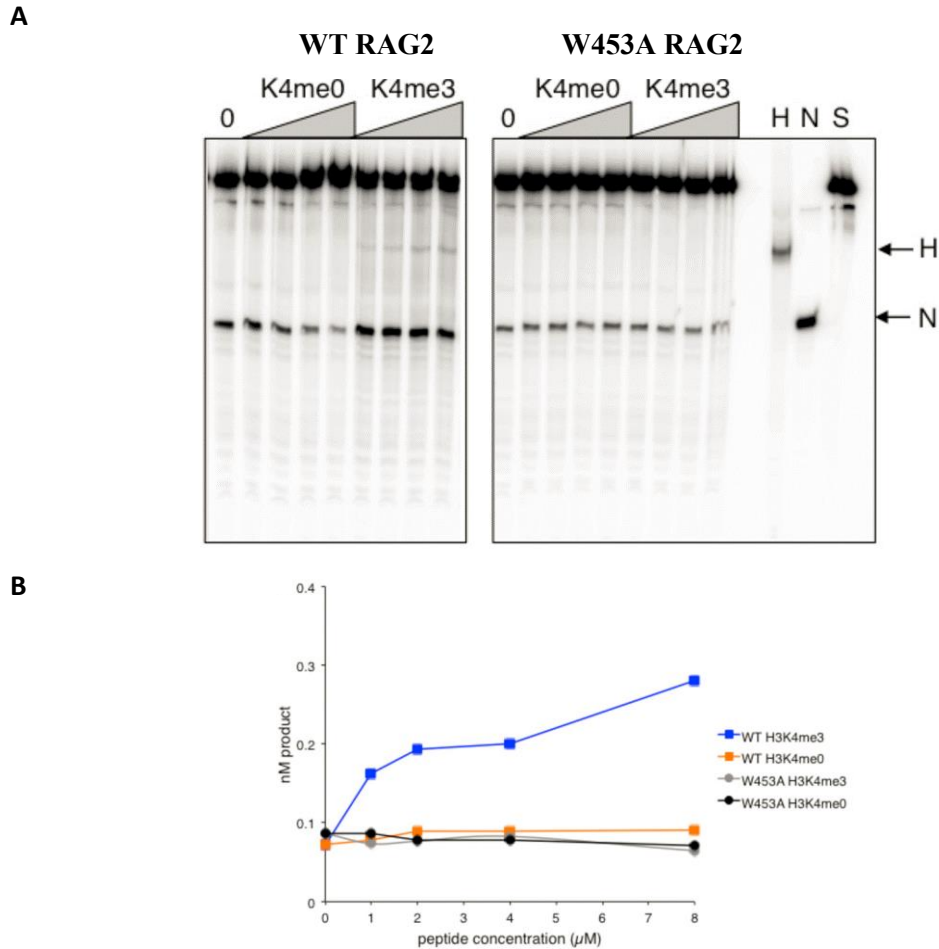 A
WT RAG2 W453A RAG2
K4me0 K4me3 K4me0 K4me3
0 0 H N S
H
N
B
0.4
0.3
0.2
0.1
0
nM product
0 1 2 3 4 5 6 7 8
peptide concentration (µM)
WT H3K4me3
WT H3K4me0
W453A H3K4me3
W453A H3K4me0